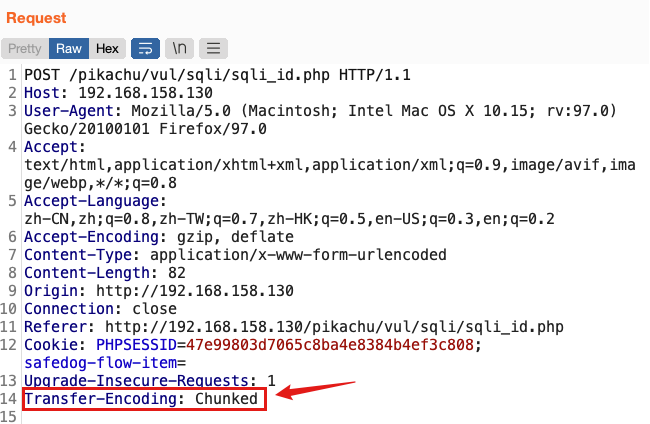 Request
Pretty Raw Hex \n
1 POST /pikachu/vul/sqli/sqli_id.php HTTP/1.1
2 Host: 192.168.158.130
3 User-Agent: Mozilla/5.0 (Macintosh; Intel Mac OS X 10.15; rv:97.0)
Gecko/20100101 Firefox/97.0
4 Accept:
text/html,application/xhtml+xml,application/xml;q=0.9,image/avif,ima
ge/webp,*/*;q=0.8
5 Accept-Language:
zh-CN,zh;q=0.8,zh-TW;q=0.7,zh-HK;q=0.5,en-US;q=0.3,en;q=0.2
6 Accept-Encoding: gzip, deflate
7 Content-Type: application/x-www-form-urlencoded
8 Content-Length: 82
9 Origin: http://192.168.158.130
10 Connection: close
11 Referer: http://192.168.158.130/pikachu/vul/sqli/sqli_id.php
12 Cookie: PHPSESSID=47e99803d7065c8ba4e8384b4ef3c808;
safedog-flow-item=
13 Upgrade-Insecure-Requests: 1
14 Transfer-Encoding: Chunked
15